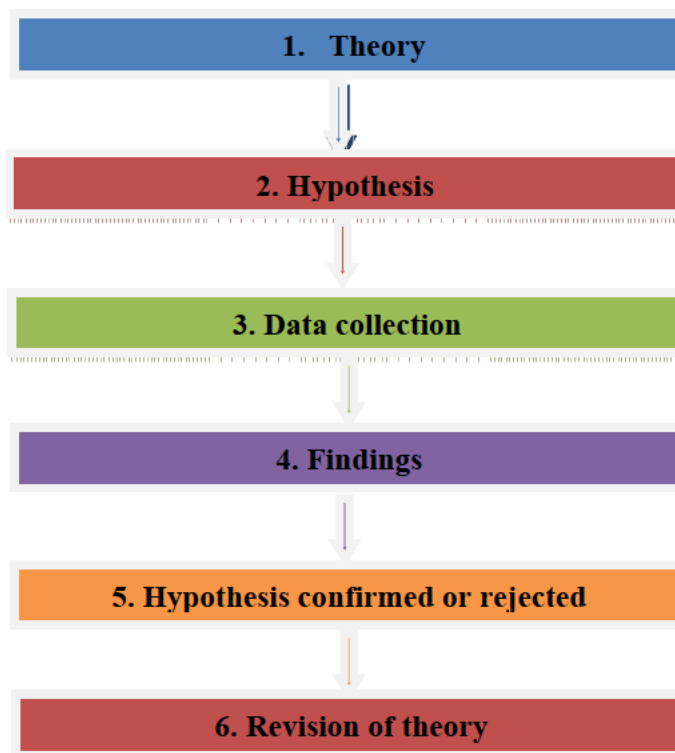 1. Theory
2. Hypothesis
3. Data collection
4. Findings
5. Hypothesis confirmed or rejected
6. Revision of theory